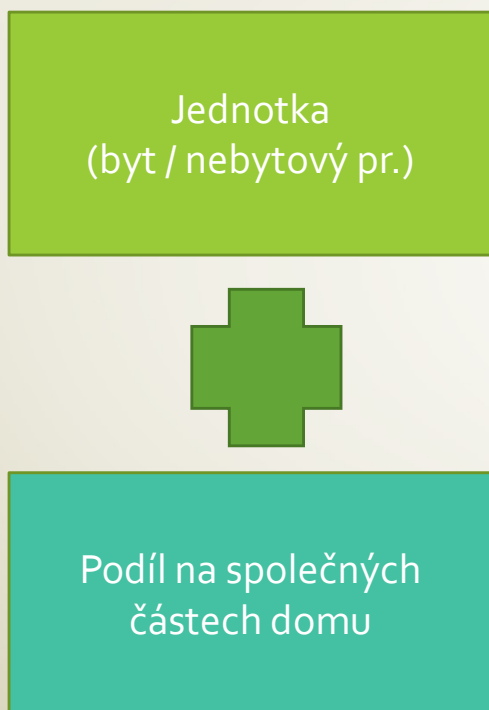 Jednotka
(byt / nebytový pr.)
Podíl na společných
částech domu